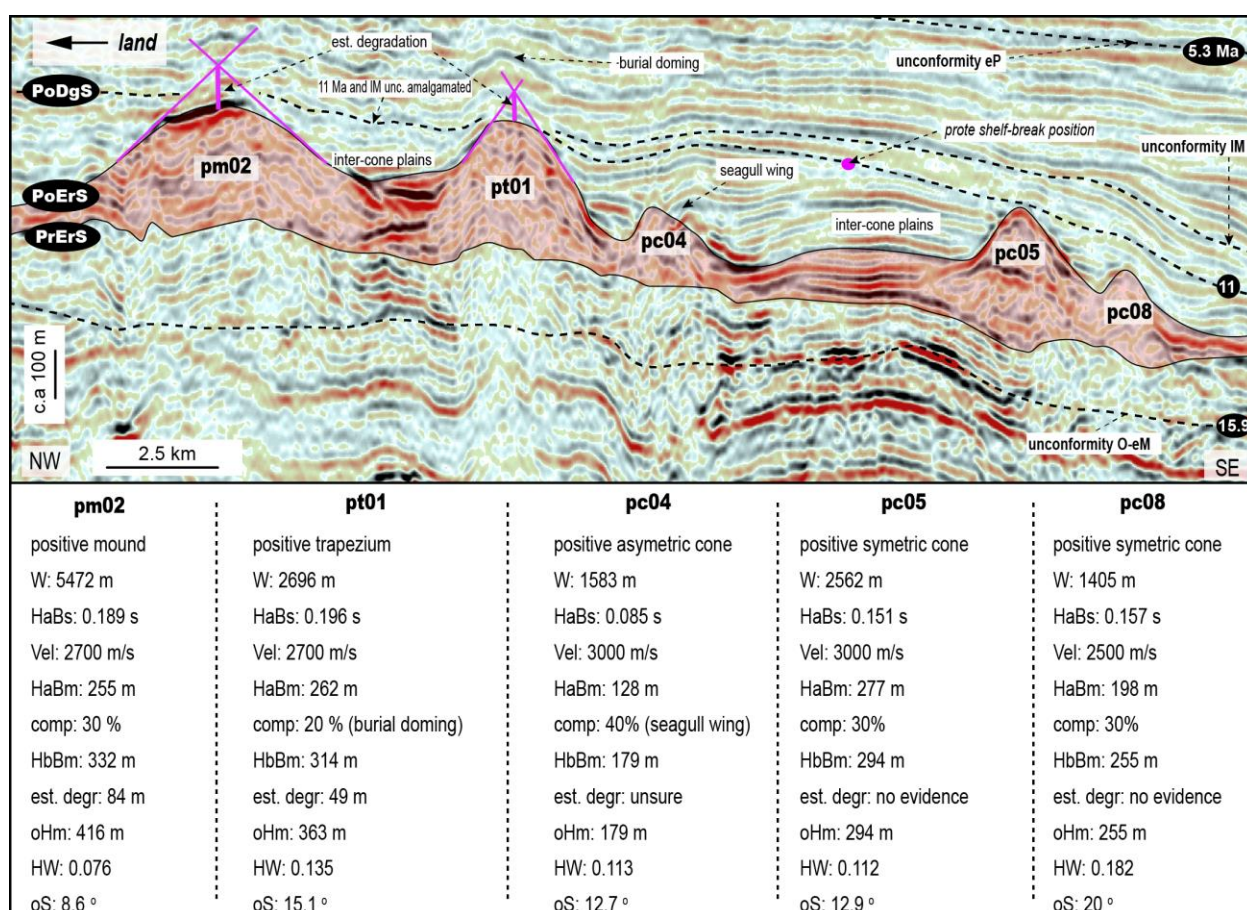 land
est. degradation
burial doming
unconformity eP
5.3 Ma
PoDgS
11 Ma and IM unc. amalgamated
prote shelf-break position
unconformity IM
inter-cone plains
seagull wing
pm02
pt01
PoErS
PrErS
pc04
inter-cone plains
pc05
11
pc08
c.a 100 m
15.9
unconformity O-eM
NW
2.5 km
SE
pm02
positive mound
W: 5472 m
HaBs: 0.189 s
Vel: 2700 m/s
HaBm: 255 m
comp: 30 %
HbBm: 332 m
est. degr: 84 m
oHm: 416 m
HW: 0.076
oS: 8.6 º
pt01
positive trapezium
W: 2696 m
HaBs: 0.196 s
Vel: 2700 m/s
HaBm: 262 m
comp: 20 % (burial doming)
HbBm: 314 m
est. degr: 49 m
oHm: 363 m
HW: 0.135
oS: 15.1 º
pc04
positive asymetric cone
W: 1583 m
HaBs: 0.085 s
Vel: 3000 m/s
HaBm: 128 m
comp: 40% (seagull wing)
HbBm: 179 m
est. degr: unsure
oHm: 179 m
HW: 0.113
oS: 12.7 º
pc05
positive symetric cone
W: 2562 m
HaBs: 0.151 s
Vel: 3000 m/s
HaBm: 277 m
comp: 30%
HbBm: 294 m
est. degr: no evidence
oHm: 294 m
HW: 0.112
oS: 12.9 º
pc08
positive symetric cone
W: 1405 m
HaBs: 0.157 s
Vel: 2500 m/s
HaBm: 198 m
comp: 30%
HbBm: 255 m
est. degr: no evidence
oHm: 255 m
HW: 0.182
oS: 20 º